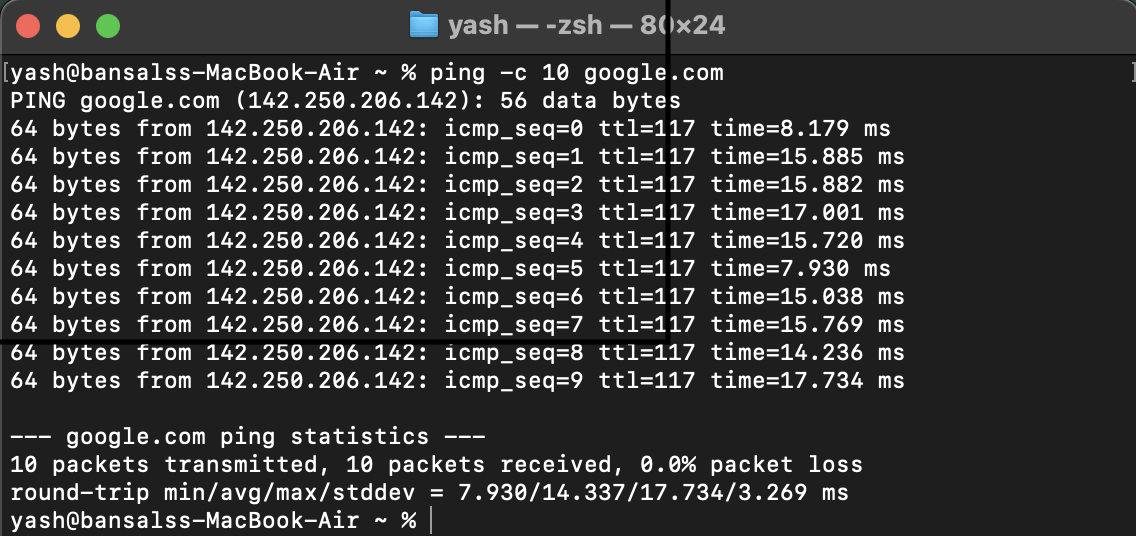 yash — -zsh — 80×24
[yash@bansalss-MacBook-Air ~ % ping -c 10 google.com ]
PING google.com (142.250.206.142): 56 data bytes
64 bytes from 142.250.206.142: icmp_seq=0 ttl=117 time=8.179 ms
64 bytes from 142.250.206.142: icmp_seq=1 ttl=117 time=15.885 ms
64 bytes from 142.250.206.142: icmp_seq=2 ttl=117 time=15.882 ms
64 bytes from 142.250.206.142: icmp_seq=3 ttl=117 time=17.001 ms
64 bytes from 142.250.206.142: icmp_seq=4 ttl=117 time=15.720 ms
64 bytes from 142.250.206.142: icmp_seq=5 ttl=117 time=7.930 ms
64 bytes from 142.250.206.142: icmp_seq=6 ttl=117 time=15.038 ms
64 bytes from 142.250.206.142: icmp_seq=7 ttl=117 time=15.769 ms
64 bytes from 142.250.206.142: icmp_seq=8 ttl=117 time=14.236 ms
64 bytes from 142.250.206.142: icmp_seq=9 ttl=117 time=17.734 ms
--- google.com ping statistics ---
10 packets transmitted, 10 packets received, 0.0% packet loss
round-trip min/avg/max/stddev = 7.930/14.337/17.734/3.269 ms
yash@bansalss-MacBook-Air ~ %